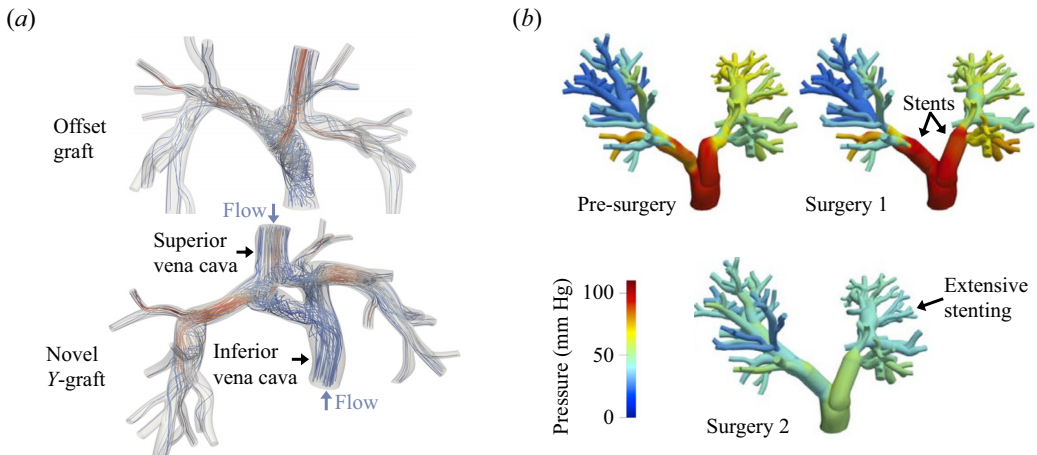 (a)
Offset
graft
Flow
Superior
vena cava
Novel
Y-graft
Inferior
vena cava
Flow
(b)
Pre-surgery
Stents
Surgery 1
Pressure (mm Hg)
100
50
0
Extensive
stenting
Surgery 2